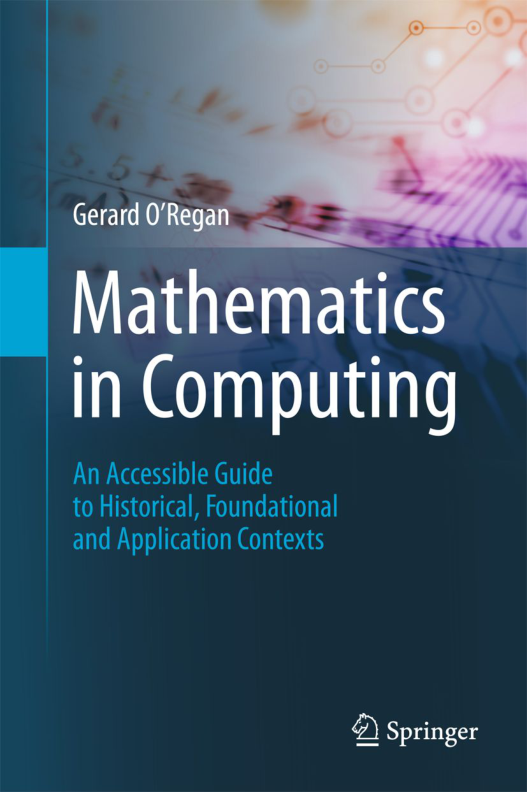 Gerard O'Regan
Mathematics
in Computing
An Accessible Guide
to Historical, Foundational
and Application Contexts
Springer